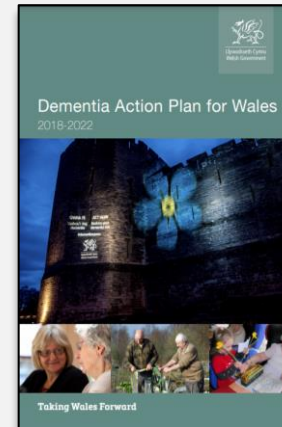 Llywodraeth Cymru
Welsh Government
Dementia Action Plan for Wales
2018-2022
Taking Wales Forward